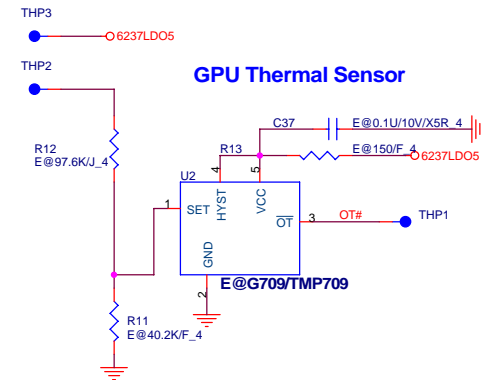 THP3
6237LDO5
THP2
GPU Thermal Sensor
C37
E@0.1U/10V/X5R_4
R12
E@97.6K/J_4
R13
E@150/F_4
6237LDO5
U2
4
5
1
SET
HYST
VCC
OT
3
OT#
THP1
GND
2
E@G709/TMP709
R11
E@40.2K/F_4